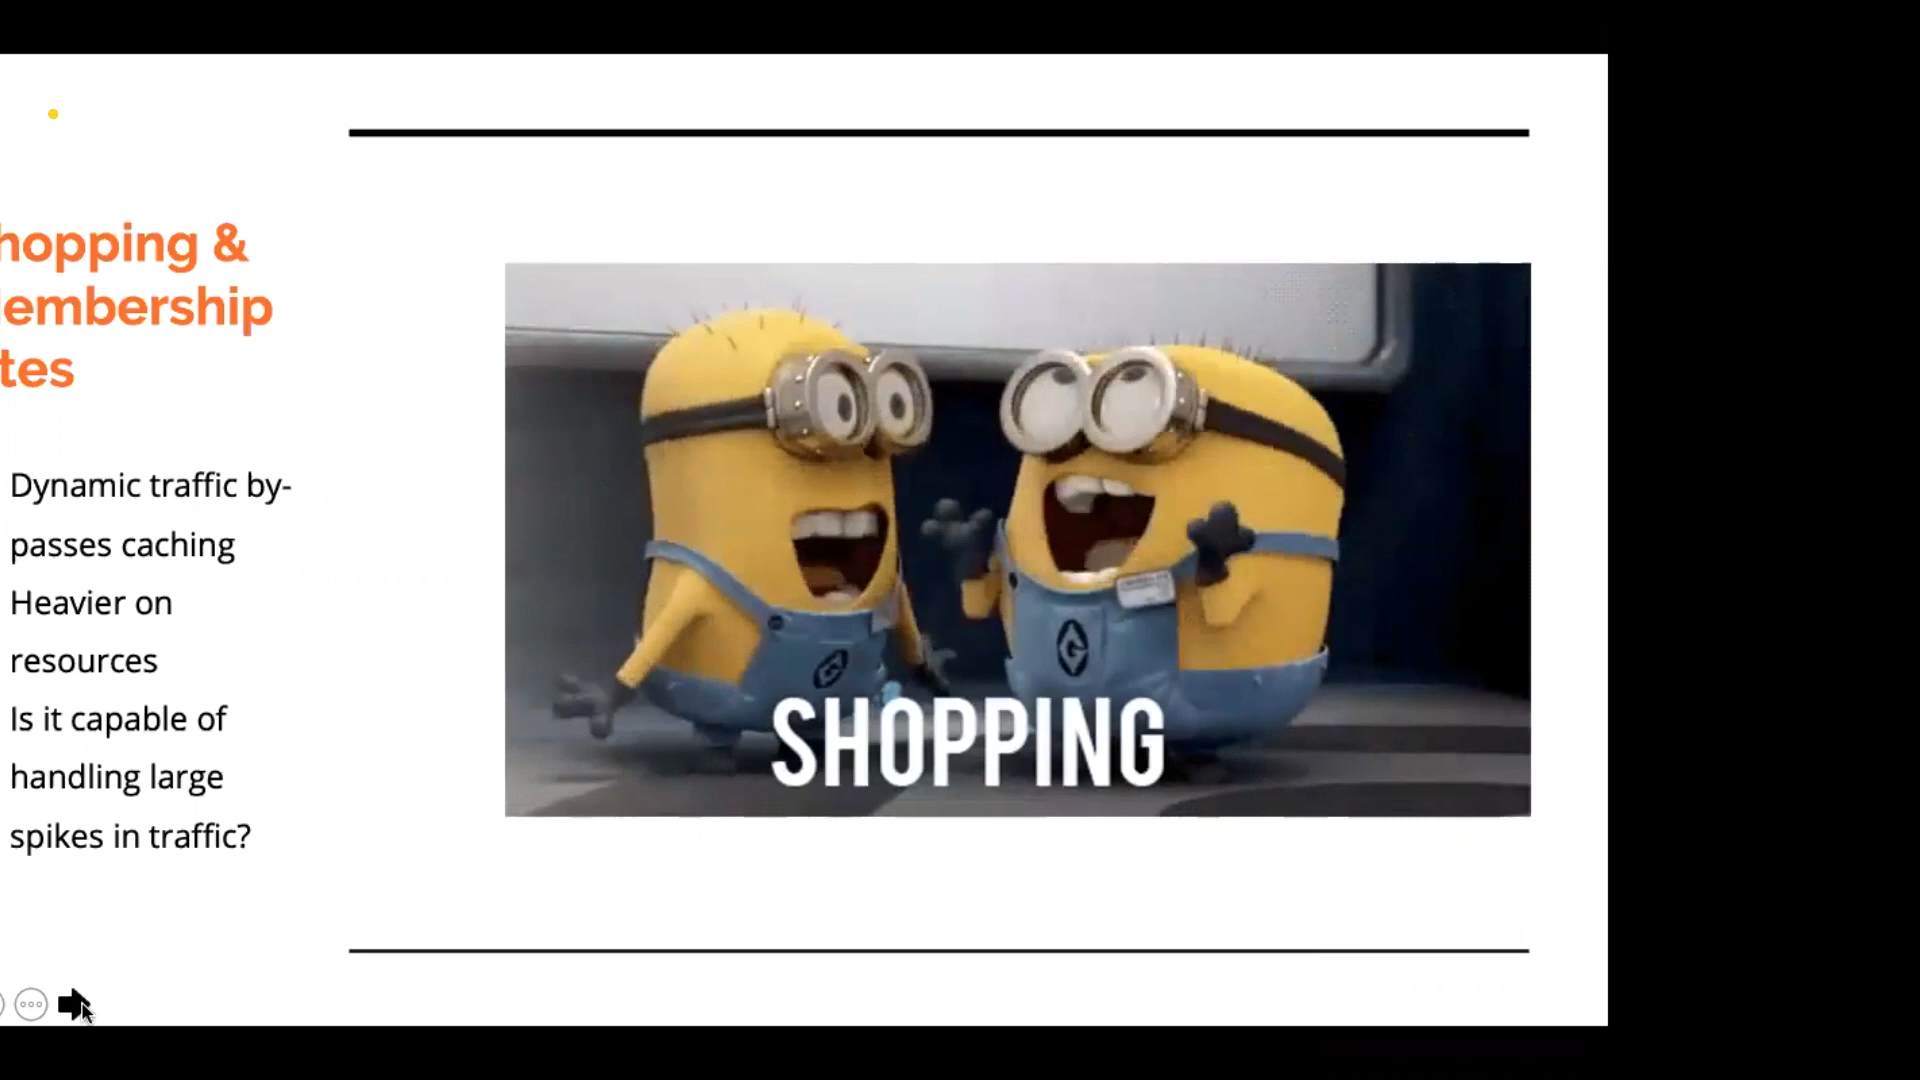 hopping &
embership
tes
Dynamic traffic by-
passes caching
Heavier on
resources
Is it capable of
handling large
spikes in traffic?
SHOPPING